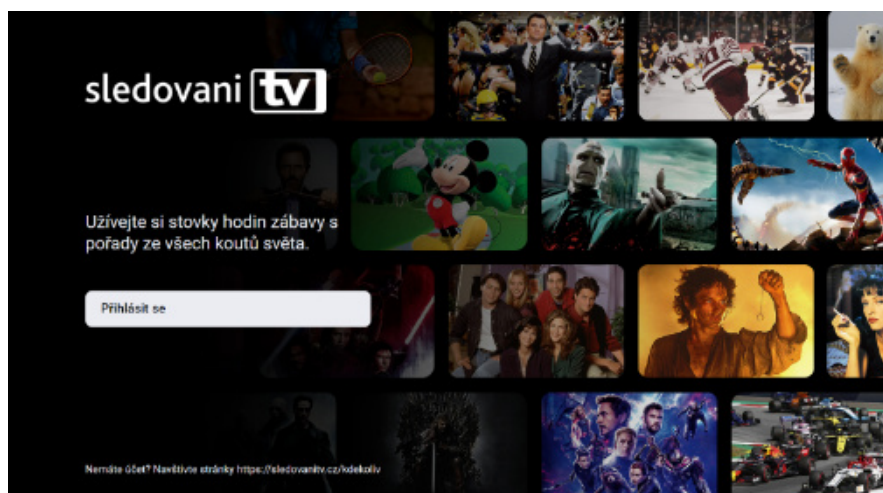 sledovani tv
Užívejte si stovky hodin zábavy s
pořady ze všech koutů světa.
Přihlásit se
Nemáte účet? Navštivte stránky https://sledovanitv.cz/kdekoliv